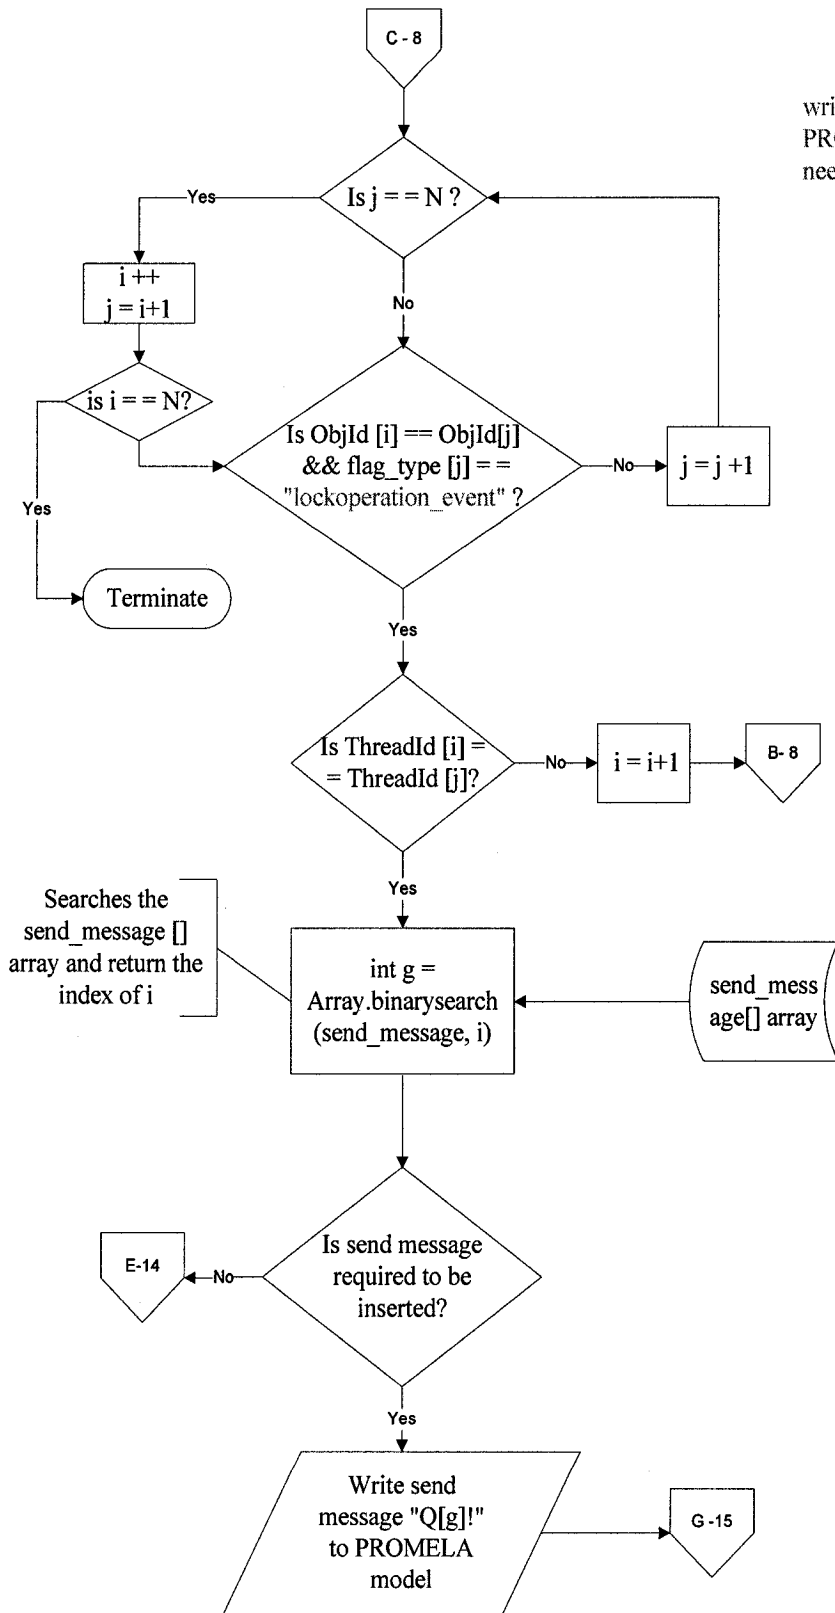 C - 8
wri
PRO
nee
Is j = = N ?
Yes
i ++
j = i+1
No
is i = = N?
Is ObjId [i] == ObjId[j]
&& flag_type [j] = =
"lockoperation_event" ?
No
j = j +1
Yes
Terminate
Yes
Is ThreadId [i] =
= ThreadId [j]?
No
i = i+1
B- 8
Yes
Searches the
send_message []
array and return the
index of i
int g =
Array.binarysearch
(send_message, i)
send_mess
age[] array
Is send message
required to be
inserted?
E-14
No
Yes
Write send
message "Q[g]!"
to PROMELA
model
G -15